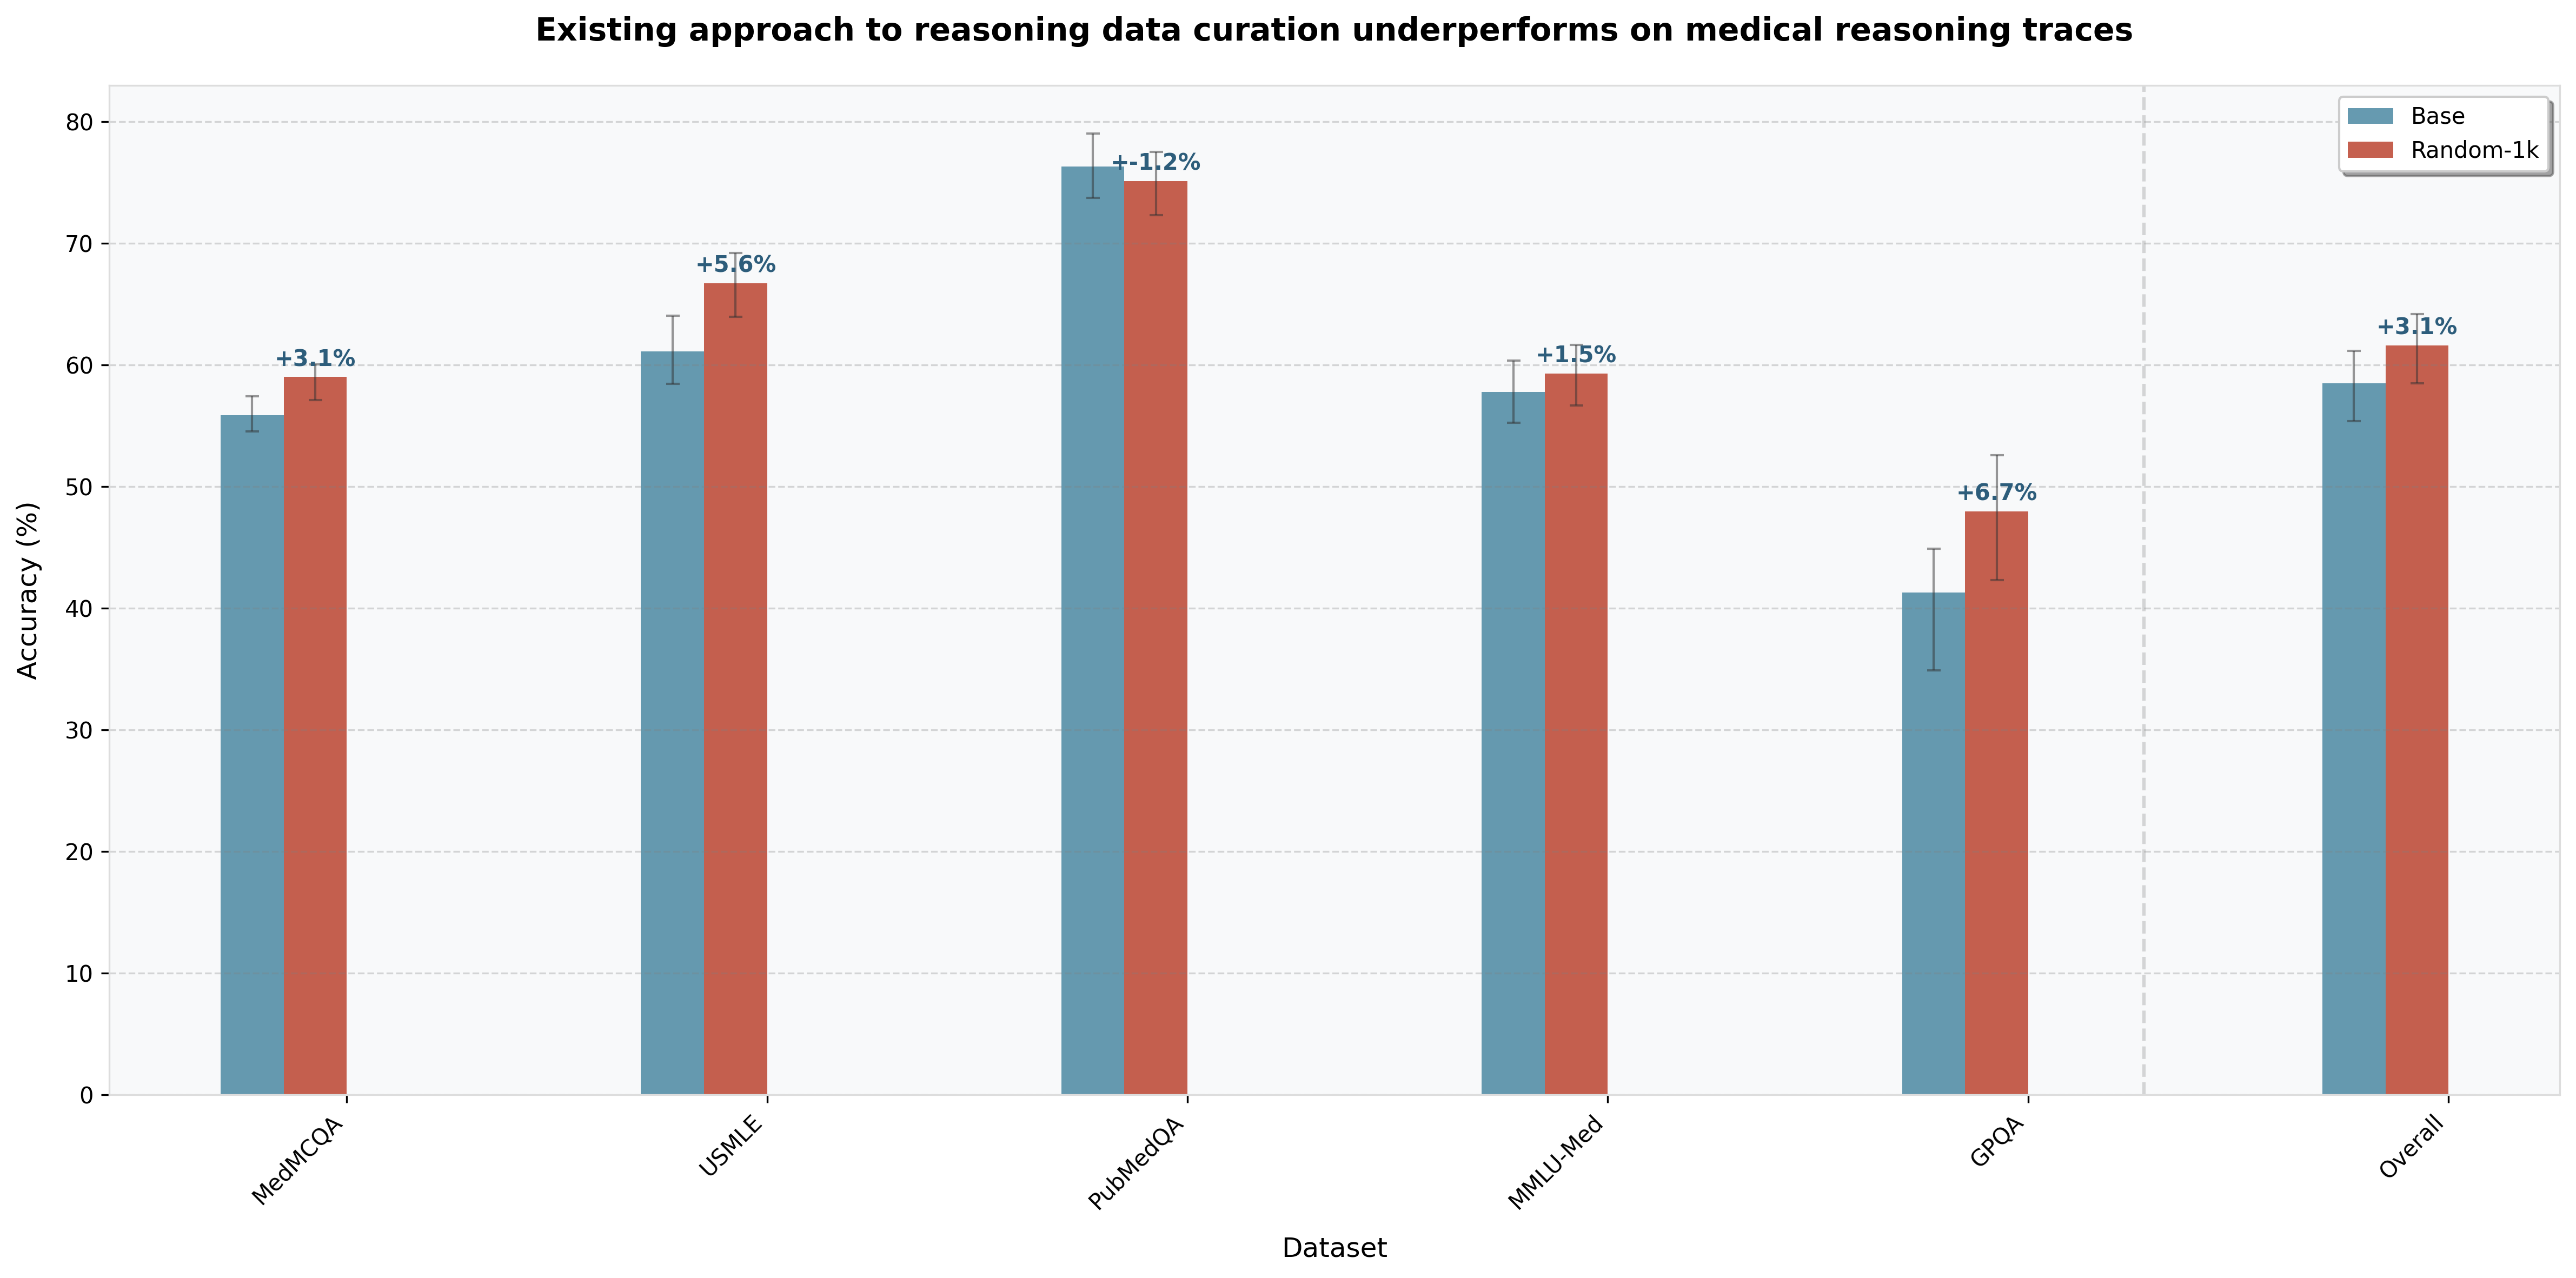 Existing approach to reasoning data curation underperforms on medical reasoning traces
Base
Random-1k
Accuracy (%)
80
70
60
50
40
30
20
10
0
+3.1%
+5.6%
+-1.2%
+1.5%
+6.7%
+3.1%
MedMCQA
USMLE
PubMedQA
MMLU-Med
GPQA
Overall
Dataset